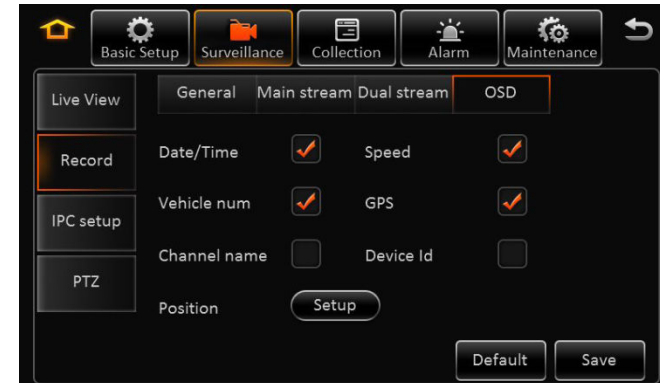 Basic Setup Surveillance Collection Alarm Maintenance
Live View
Record
IPC setup
PTZ
General Main stream Dual stream OSD
Date/Time Speed
Vehicle num GPS
Channel name Device Id
Position Setup
Default Save